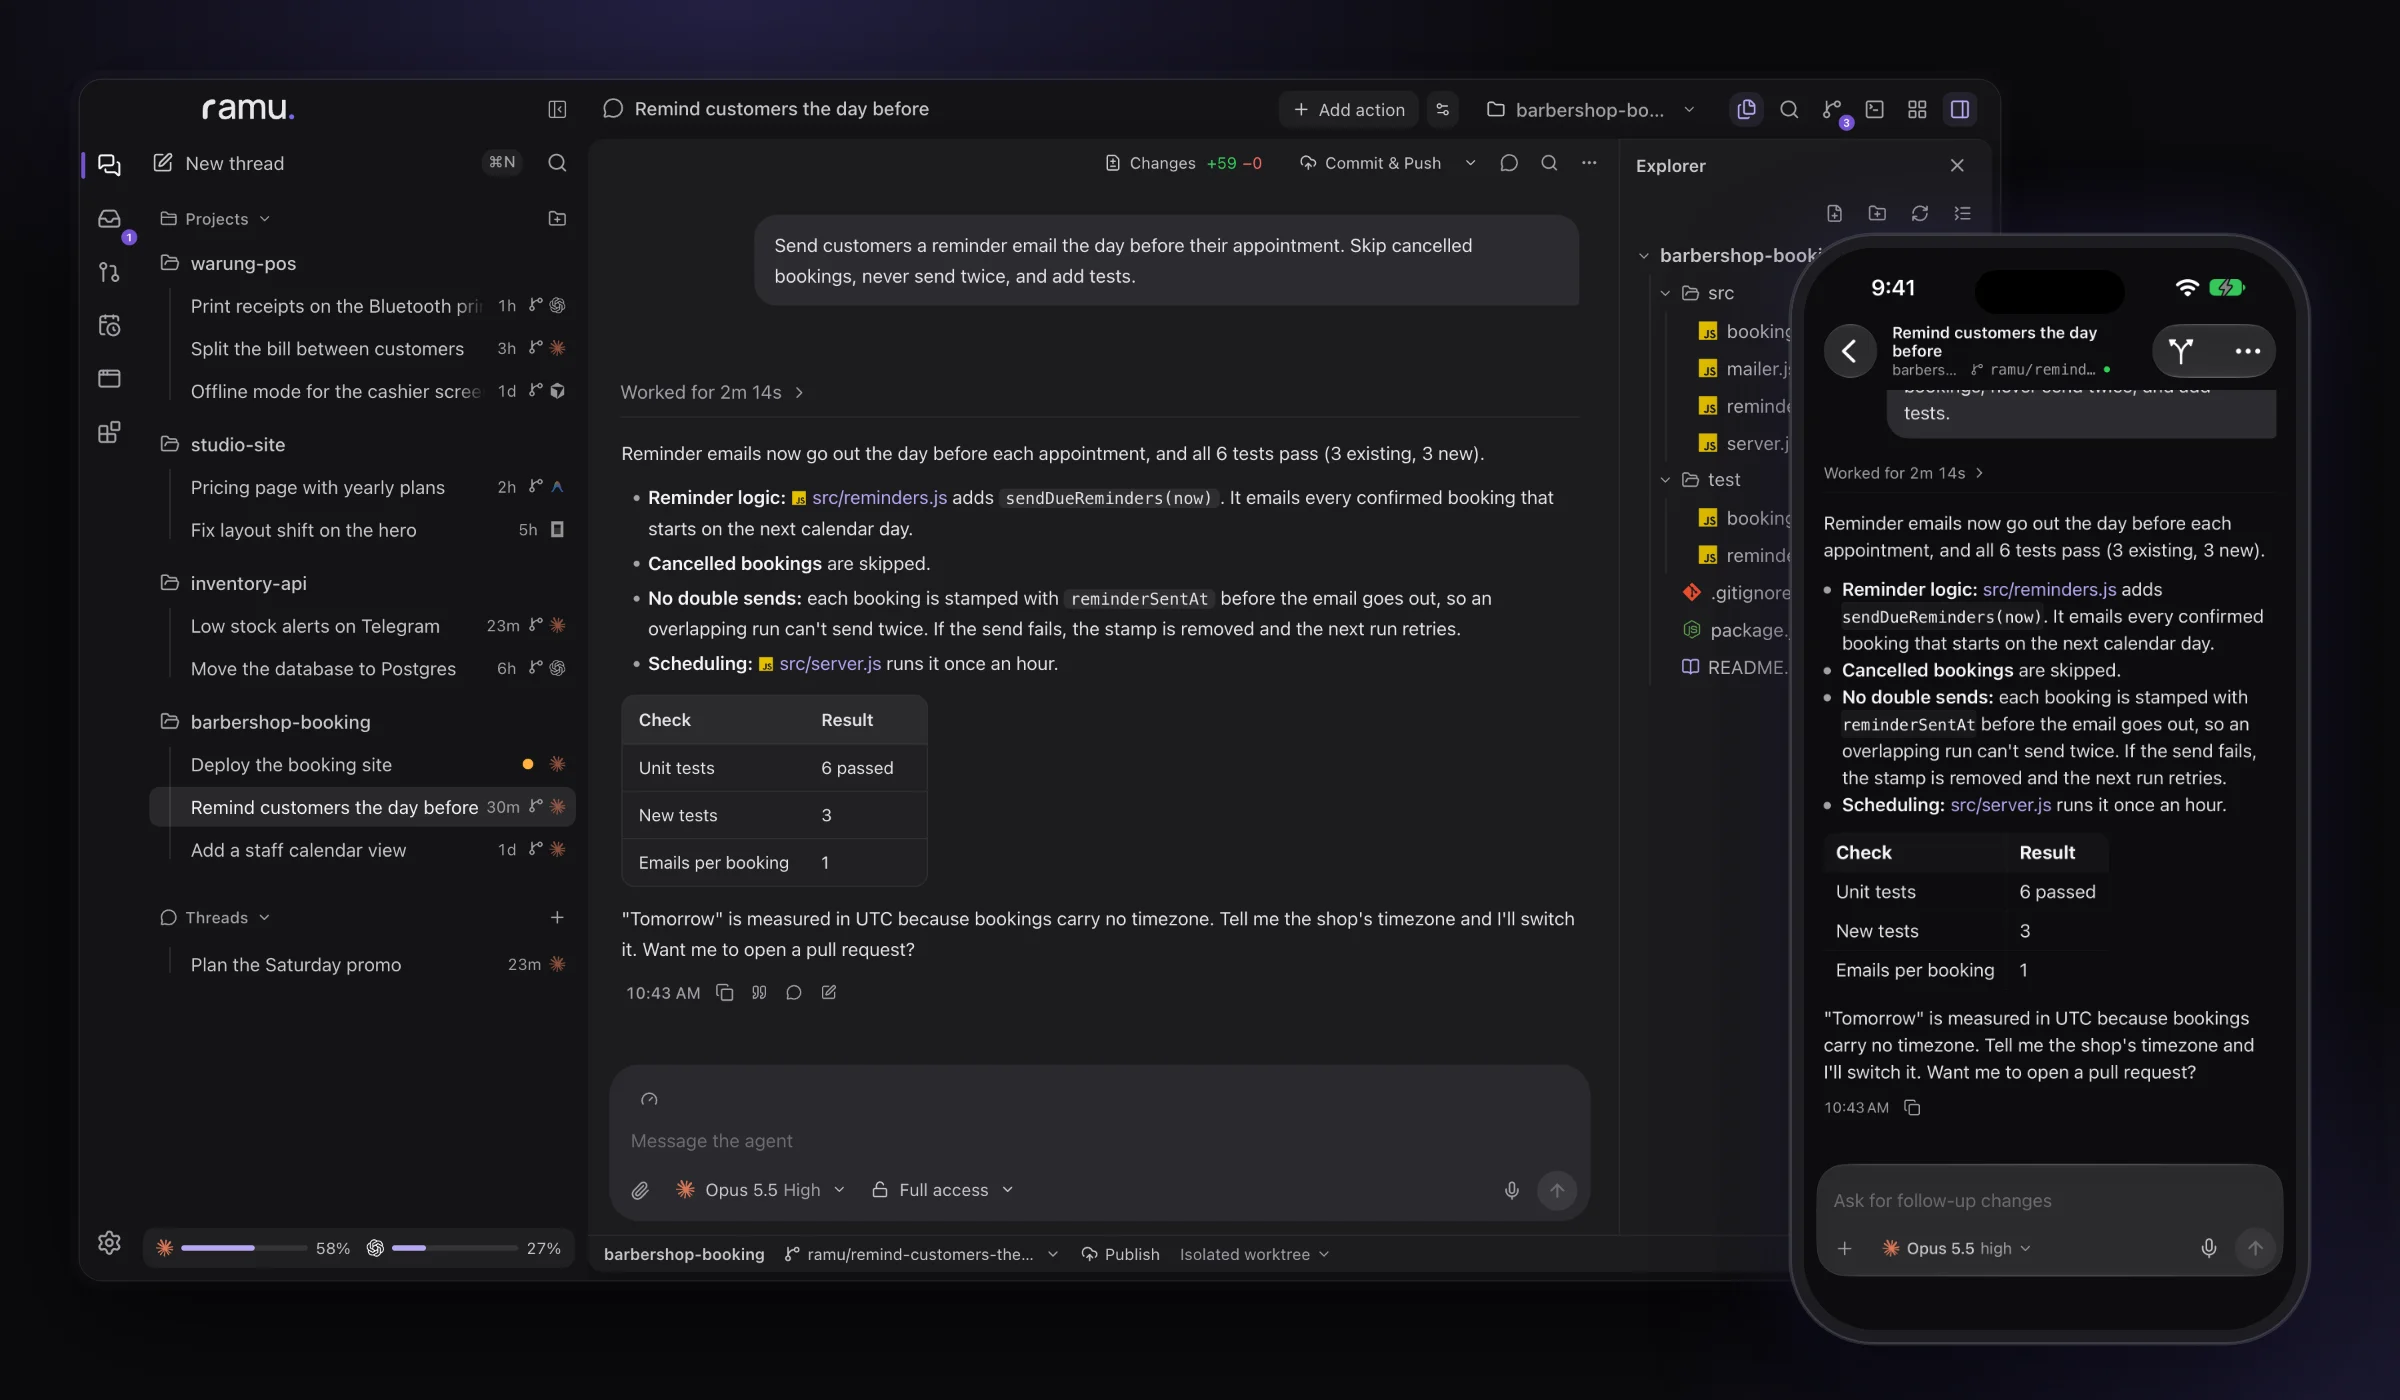 ramu.
New thread
⌘N
1
Projects
warung-pos
Print receipts on the Bluetooth pri
1h
Split the bill between customers
3h
Offline mode for the cashier scree
1d
studio-site
Pricing page with yearly plans
2h
Fix layout shift on the hero
5h
inventory-api
Low stock alerts on Telegram
23m
Move the database to Postgres
6h
barbershop-booking
Deploy the booking site
Remind customers the day before
30m
Add a staff calendar view
1d
Threads
Plan the Saturday promo
23m
58%
27%
Remind customers the day before
Add action
barbershop-bo...
3
Changes +59 −0
Commit & Push
Send customers a reminder email the day before their appointment. Skip cancelled
bookings, never send twice, and add tests.
Worked for 2m 14s
Reminder emails now go out the day before each appointment, and all 6 tests pass (3 existing, 3 new).
• Reminder logic: JS src/reminders.js adds sendDueReminders(now). It emails every confirmed booking that
starts on the next calendar day.
• Cancelled bookings are skipped.
• No double sends: each booking is stamped with reminderSentAt before the email goes out, so an
overlapping run can't send twice. If the send fails, the stamp is removed and the next run retries.
• Scheduling: JS src/server.js runs it once an hour.
Check Result
Unit tests 6 passed
New tests 3
Emails per booking 1
"Tomorrow" is measured in UTC because bookings carry no timezone. Tell me the shop's timezone and I'll switch
it. Want me to open a pull request?
10:43 AM
Message the agent
Opus 5.5 High
Full access
barbershop-booking
ramu/remind-customers-the...
Publish
Isolated worktree
Explorer
barbershop-booki
src
JS booking
JS mailer.j
JS reminde
JS server.j
test
JS booking
JS reminde
.gitignore
package.
README.
9:41
Remind customers the day
before
barbers... ramu/remind...
bookings, never send twice, and add
tests.
Worked for 2m 14s
Reminder emails now go out the day before each
appointment, and all 6 tests pass (3 existing, 3 new).
• Reminder logic: src/reminders.js adds
sendDueReminders(now). It emails every confirmed
booking that starts on the next calendar day.
• Cancelled bookings are skipped.
• No double sends: each booking is stamped with
reminderSentAt before the email goes out, so an
overlapping run can't send twice. If the send fails,
the stamp is removed and the next run retries.
• Scheduling: src/server.js runs it once an hour.
Check Result
Unit tests 6 passed
New tests 3
Emails per booking 1
"Tomorrow" is measured in UTC because bookings
carry no timezone. Tell me the shop's timezone and
I'll switch it. Want me to open a pull request?
10:43 AM
Ask for follow-up changes
Opus 5.5 high